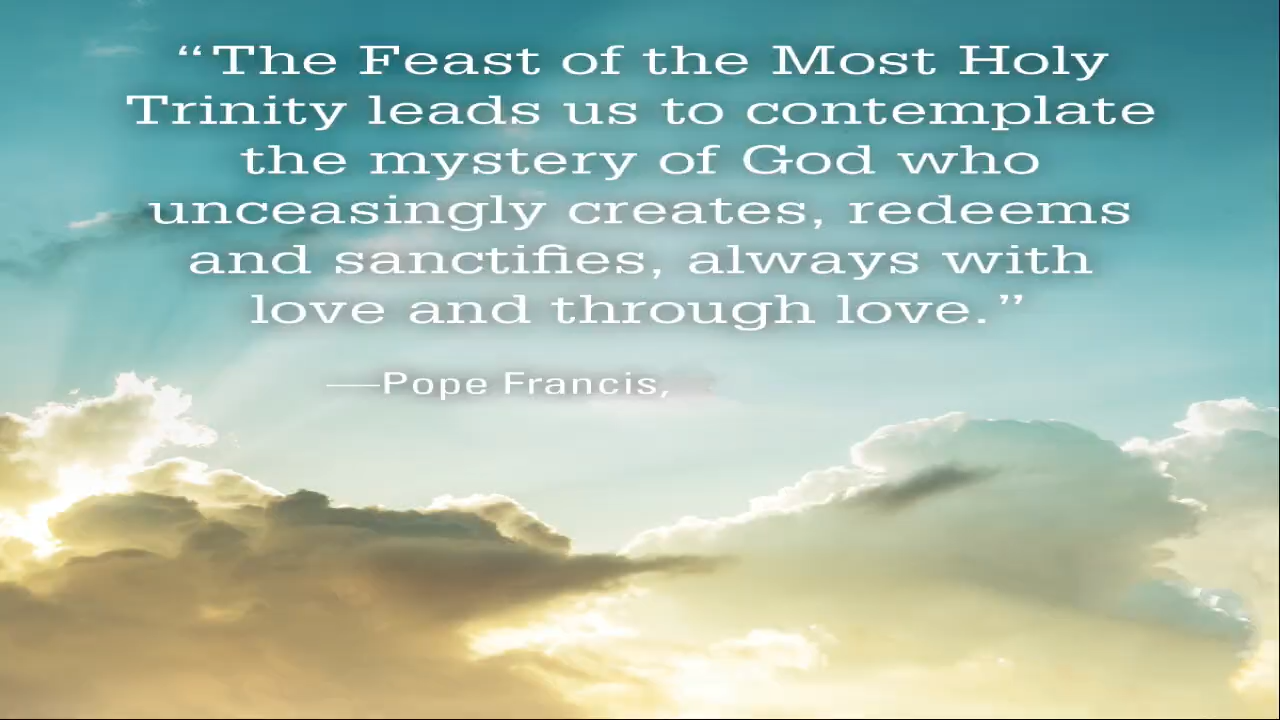 “The Feast of the Most Holy
Trinity leads us to contemplate
the mystery of God who
unceasingly creates, redeems
and sanctifies, always with
love and through love.”
—Pope Francis,